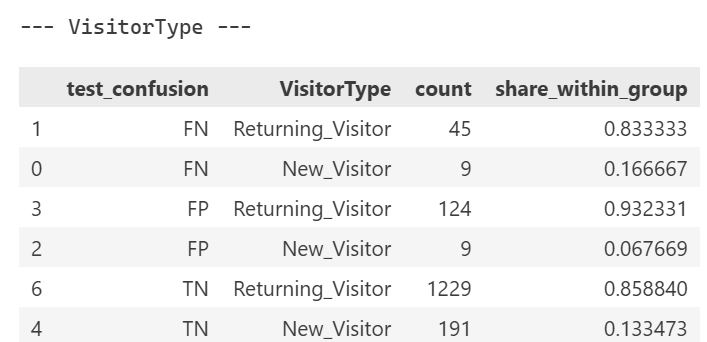 --- VisitorType ---
test_confusion VisitorType count share_within_group
1 FN Returning_Visitor 45 0.833333
0 FN New_Visitor 9 0.166667
3 FP Returning_Visitor 124 0.932331
2 FP New_Visitor 9 0.067669
6 TN Returning_Visitor 1229 0.858840
4 TN New_Visitor 191 0.133473